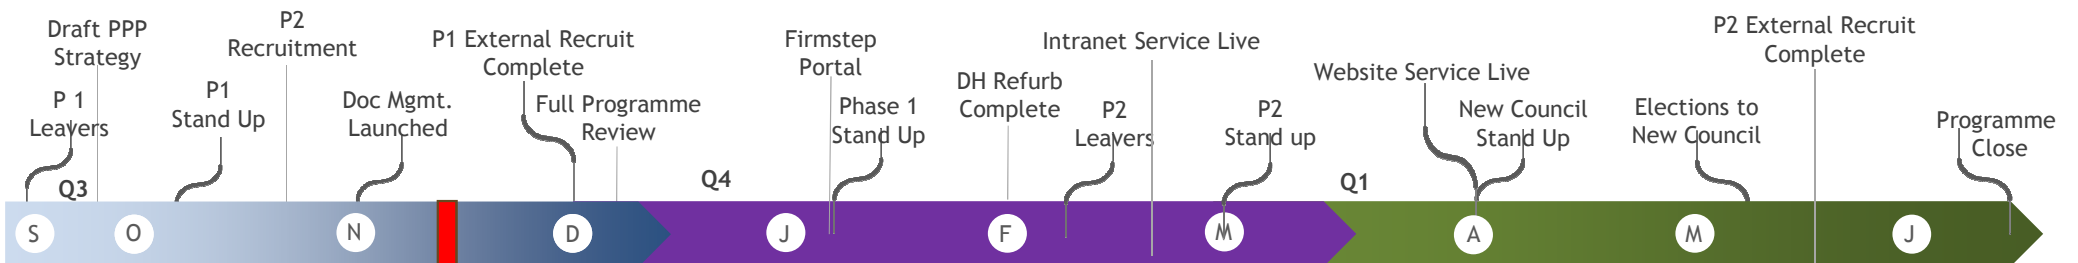 Draft PPP
Strategy
P2
Recruitment
P1 External Recruit
Complete
Firmstep
Portal
Intranet Service Live
P2 External Recruit
Complete
P 1
Leavers
P1
Stand Up
Doc Mgmt.
Launched
Full Programme
Review
Phase 1
Stand Up
DH Refurb
Complete
P2
Leavers
P2
Stand up
Website Service Live
New Council
Stand Up
Elections to
New Council
Programme
Close
Q3
Q4
Q1
S
O
N
D
J
F
M
A
M
J